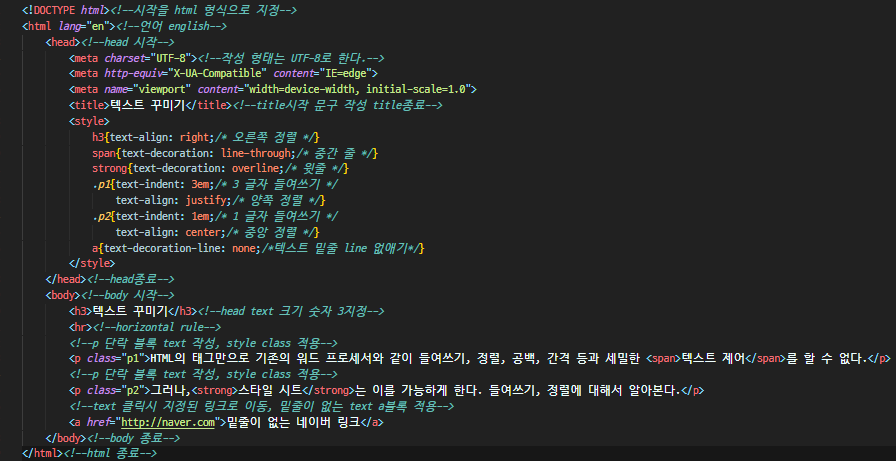 <!DOCTYPE html><!--시작을 html 형식으로 지정-->
<html lang="en"><!--언어 english-->
<head><!--head 시작-->
<meta charset="UTF-8"><!--작성 형태는 UTF-8로 한다.-->
<meta http-equiv="X-UA-Compatible" content="IE=edge">
<meta name="viewport" content="width=device-width, initial-scale=1.0">
<title>텍스트 꾸미기</title><!--title시작 문구 작성 title종료-->
<style>
h3{text-align: right;/* 오른쪽 정렬 */}
span{text-decoration: line-through;/* 중간 줄 */}
strong{text-decoration: overline;/* 윗줄 */}
.p1{text-indent: 3em;/* 3 글자 들여쓰기 */
text-align: justify;/* 양쪽 정렬 */}
.p2{text-indent: 1em;/* 1 글자 들여쓰기 */
text-align: center;/* 중앙 정렬 */}
a{text-decoration-line: none;/*텍스트 밑줄 line 없애기*/}
</style>
</head><!--head종료-->
<body><!--body 시작-->
<h3>텍스트 꾸미기</h3><!--head text 크기 숫자 3지정-->
<hr><!--horizontal rule-->
<!--p 단락 블록 text 작성, style class 적용-->
<p class="p1">HTML의 태그만으로 기존의 워드 프로세서와 같이 들여쓰기, 정렬, 공백, 간격 등과 세밀한 <span>텍스트 제어</span>를 할 수 없다.</p>
<!--p 단락 블록 text 작성, style class 적용-->
<p class="p2">그러나,<strong>스타일 시트</strong>는 이를 가능하게 한다. 들여쓰기, 정렬에 대해서 알아본다.</p>
<!--text 클릭시 지정된 링크로 이동, 밑줄이 없는 text a블록 적용-->
<a href="http://naver.com">밑줄이 없는 네이버 링크</a>
</body><!--body 종료-->
</html><!--html 종료-->